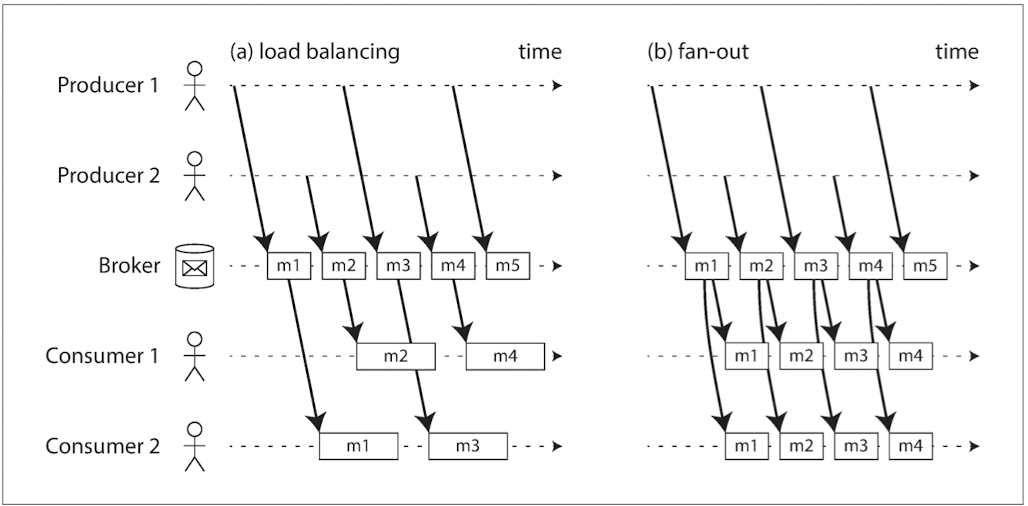 (a) load balancing time (b) fan-out time
Producer 1
Producer 2
Broker m1 m2 m3 m4 m5 m1 m2 m3 m4 m5
Consumer 1 m2 m4 m1 m2 m3 m4
Consumer 2 m1 m3 m1 m2 m3 m4